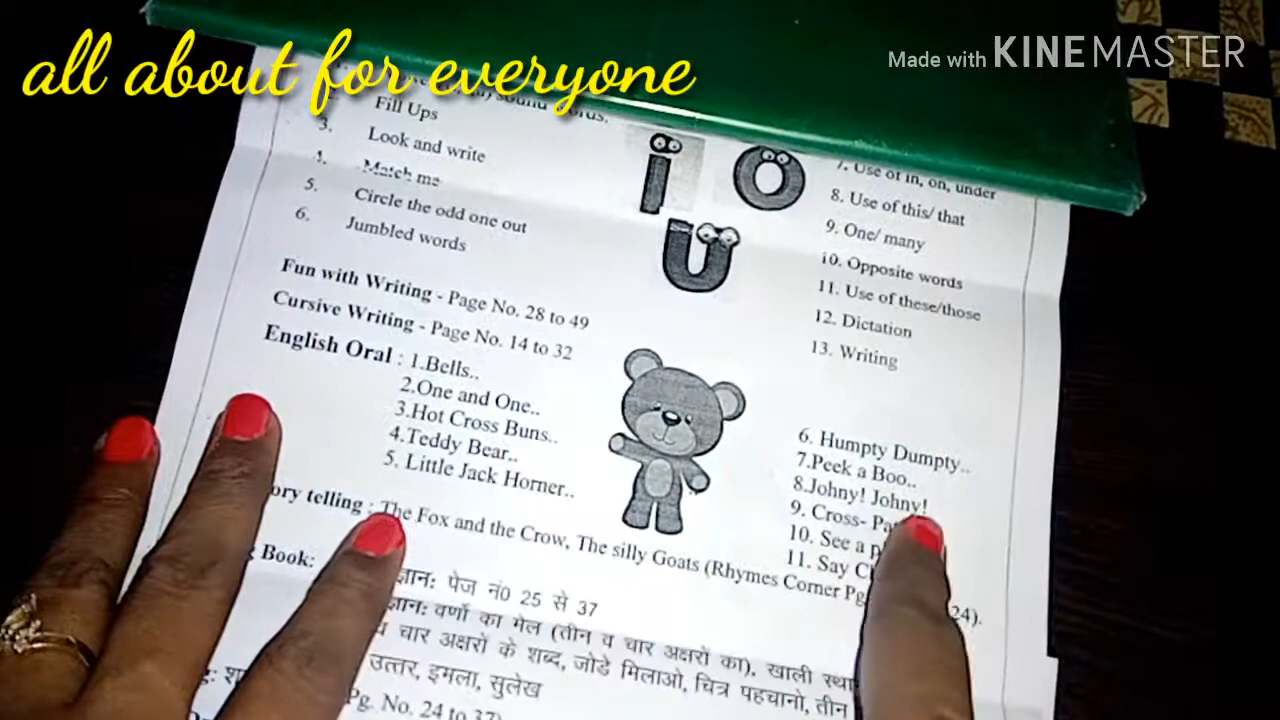 all about for everyone
Made with KINEMASTER
sound words.
Fill Ups
3. Look and write
4. Match me
5. Circle the odd one out
6. Jumbled words
i o u
7. Use of in, on, under
8. Use of this/ that
9. One/ many
10. Opposite words
11. Use of these/those
12. Dictation
13. Writing
Fun with Writing - Page No. 28 to 49
Cursive Writing - Page No. 14 to 32
English Oral : 1.Bells..
2.One and One..
3.Hot Cross Buns..
4.Teddy Bear..
5. Little Jack Horner..
6. Humpty Dumpty..
7.Peek a Boo..
8.Johny! Johny!
9. Cross-
10. See a
11. Say
telling : The Fox and the Crow, The silly Goats (Rhymes Corner Pg 24).
Book:
पेज नं0 25 से 37
वर्णो का मेल (तीन व चार अक्षरों का), खाली
व चार अक्षरों के शब्द, जोडे मिलाओ, चित्र पहचानो, तीन
उत्तर, इमला, सुलेख
Pg. No. 24 to 37)